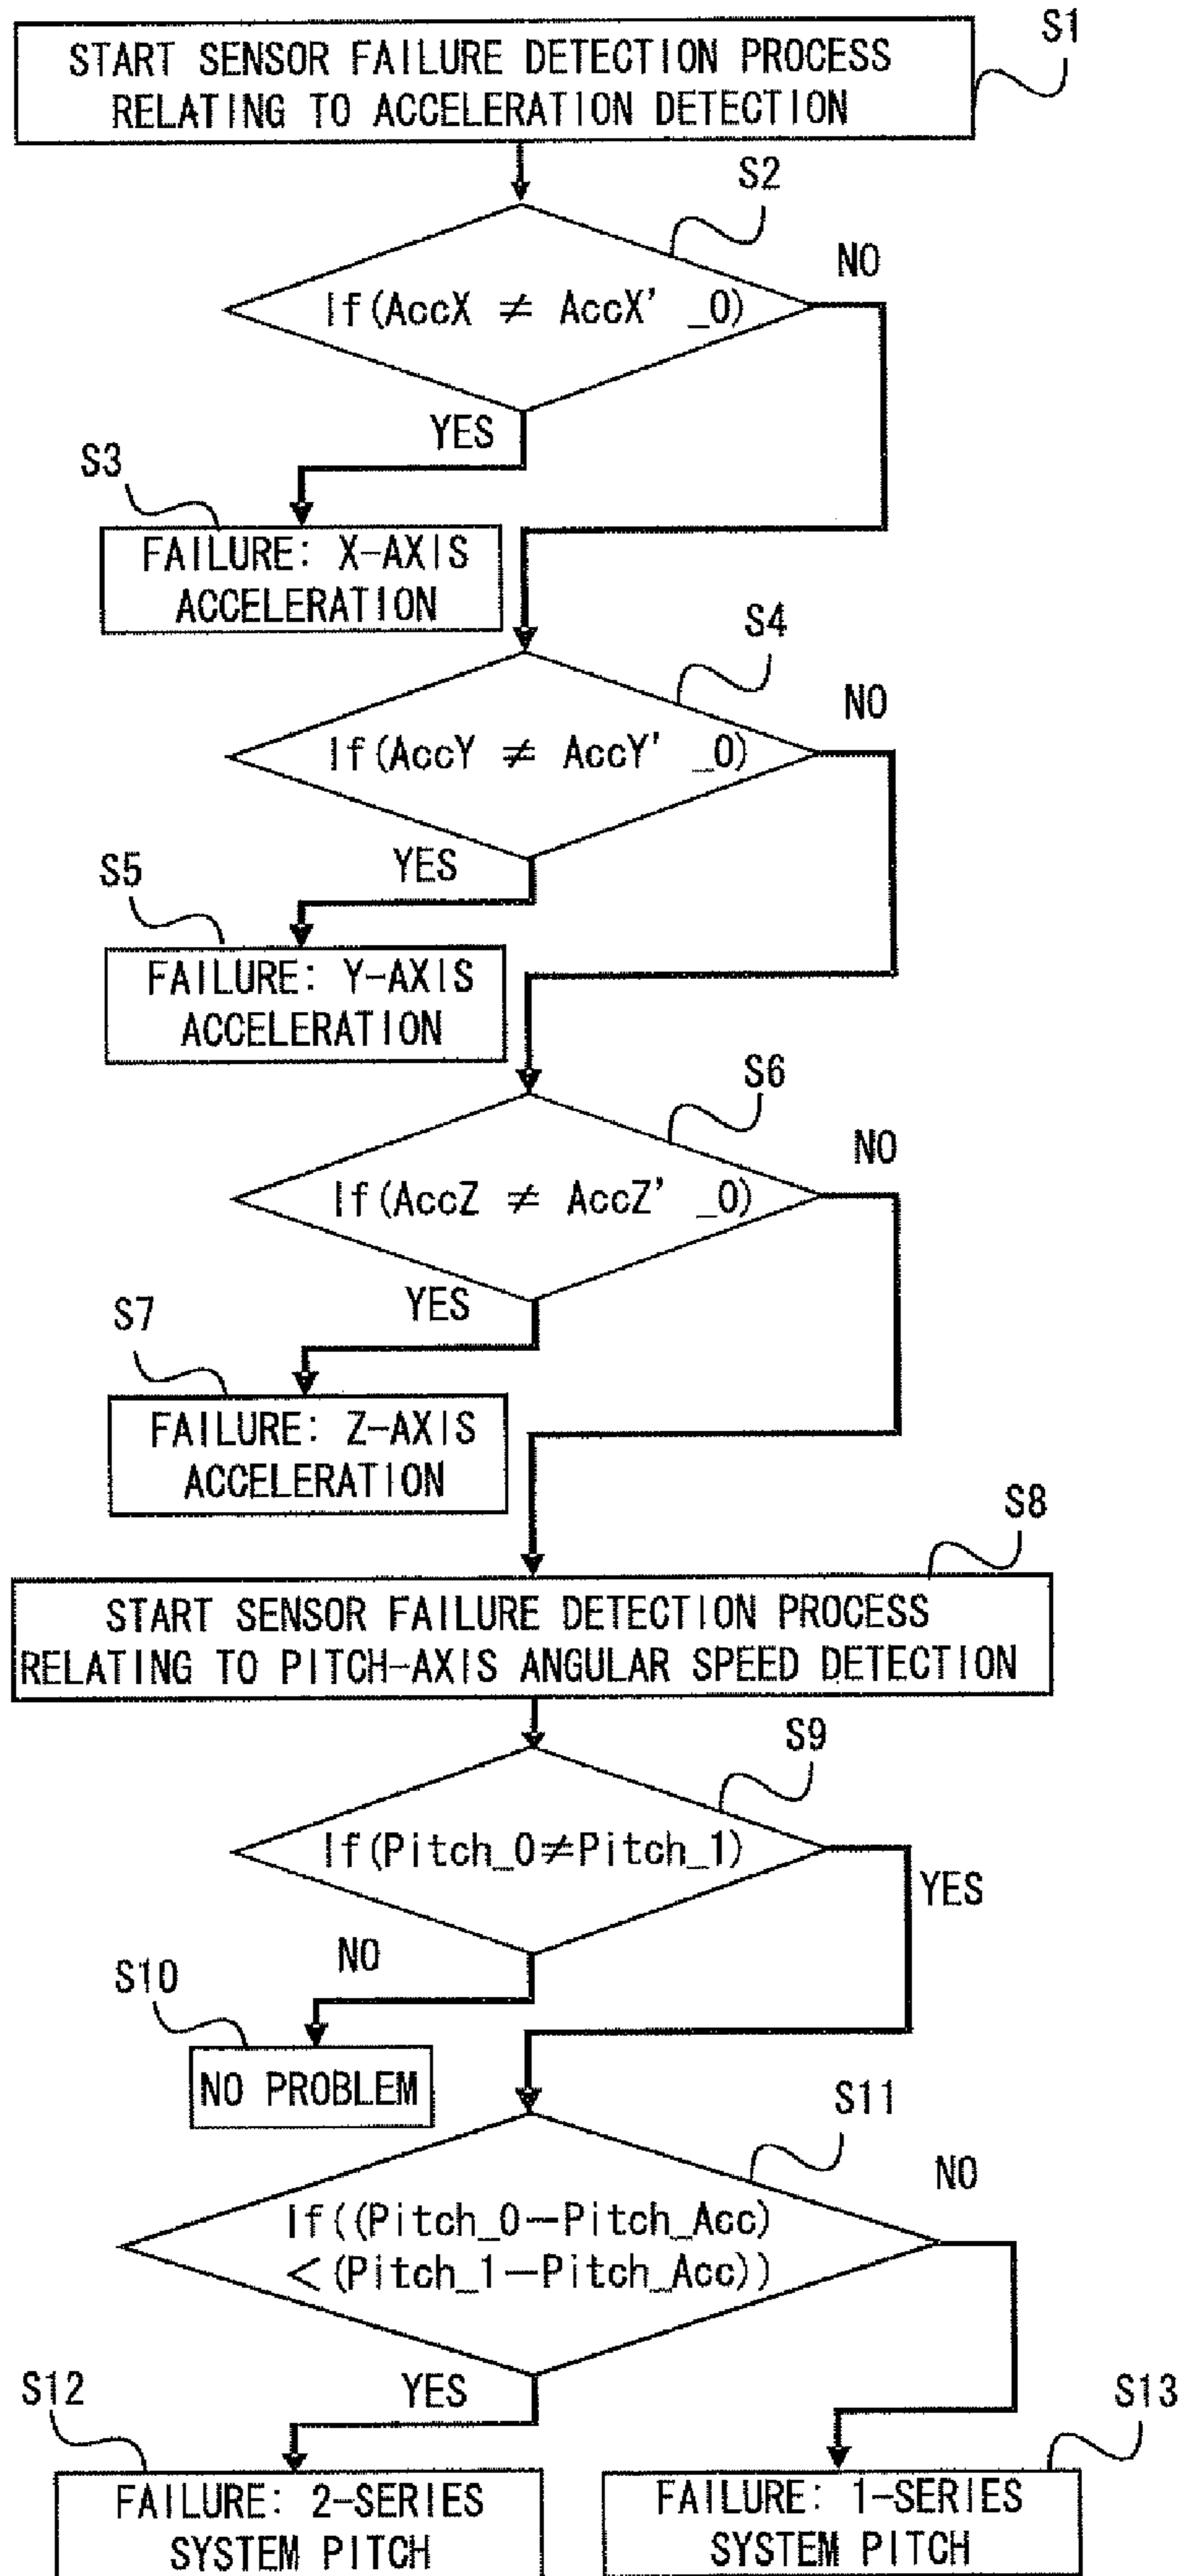 S1
START SENSOR FAILURE DETECTION PROCESS
RELATING TO ACCELERATION DETECTION
S2
If(AccX ≠ AccX' _0)
NO
YES
S3
FAILURE: X-AXIS
ACCELERATION
S4
If(AccY ≠ AccY' _0)
NO
YES
S5
FAILURE: Y-AXIS
ACCELERATION
S6
If(AccZ ≠ AccZ' _0)
NO
YES
S7
FAILURE: Z-AXIS
ACCELERATION
S8
START SENSOR FAILURE DETECTION PROCESS
RELATING TO PITCH-AXIS ANGULAR SPEED DETECTION
S9
If(Pitch_0≠Pitch_1)
YES
NO
S10
NO PROBLEM
S11
If((Pitch_0-Pitch_Acc)
<(Pitch_1-Pitch_Acc))
NO
YES
S12
FAILURE: 2-SERIES
SYSTEM PITCH
S13
FAILURE: 1-SERIES
SYSTEM PITCH